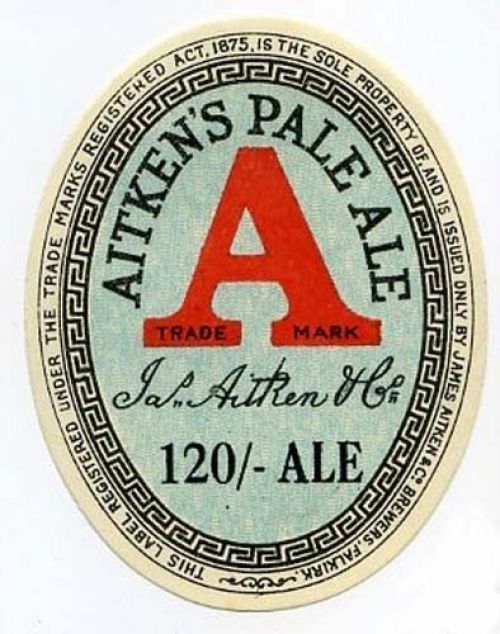 THIS LABEL REGISTERED UNDER THE TRADE MARKS REGISTERED ACT. 1875, IS THE SOLE PROPERTY OF AND IS ISSUED ONLY BY JAMES AITKEN & Co. BREWERS, FALKIRK.
AITKEN'S PALE ALE
A
TRADE MARK
Jas. Aitken & Co.
120/- ALE